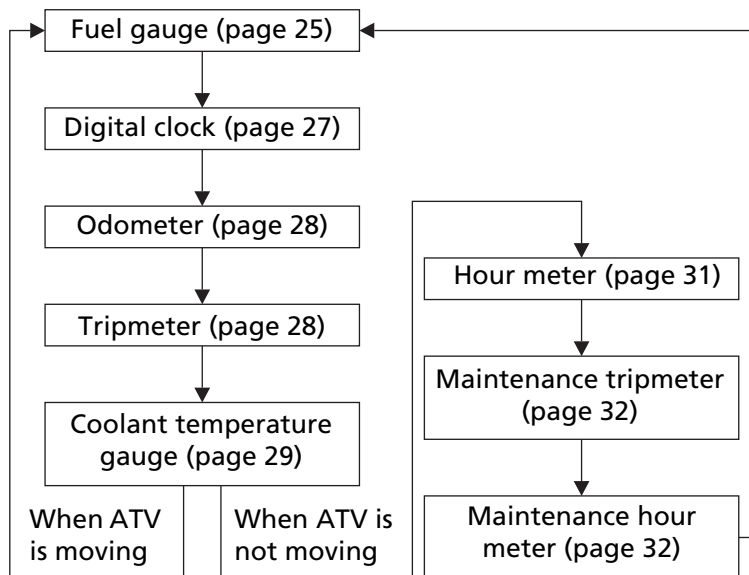 Fuel gauge (page 25)
Digital clock (page 27)
Odometer (page 28)
Tripmeter (page 28)
Coolant temperature
gauge (page 29)
When ATV
is moving
When ATV is
not moving
Hour meter (page 31)
Maintenance tripmeter
(page 32)
Maintenance hour
meter (page 32)